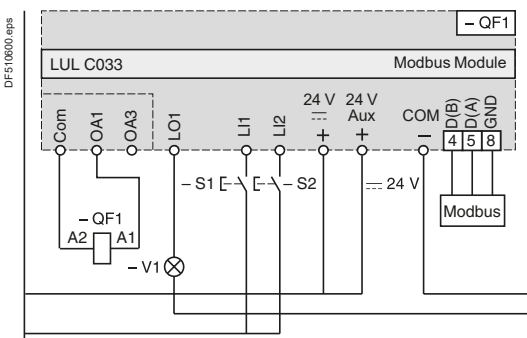 DF510600.eps
– QF1
LUL C033 Modbus Module
Com OA1 OA3 LO1 LI1 LI2 24 V + 24 V Aux + COM – D(B) D(A) GND
4 5 8
– S1 – S2 24 V
Modbus
– QF1
A2 A1
– V1